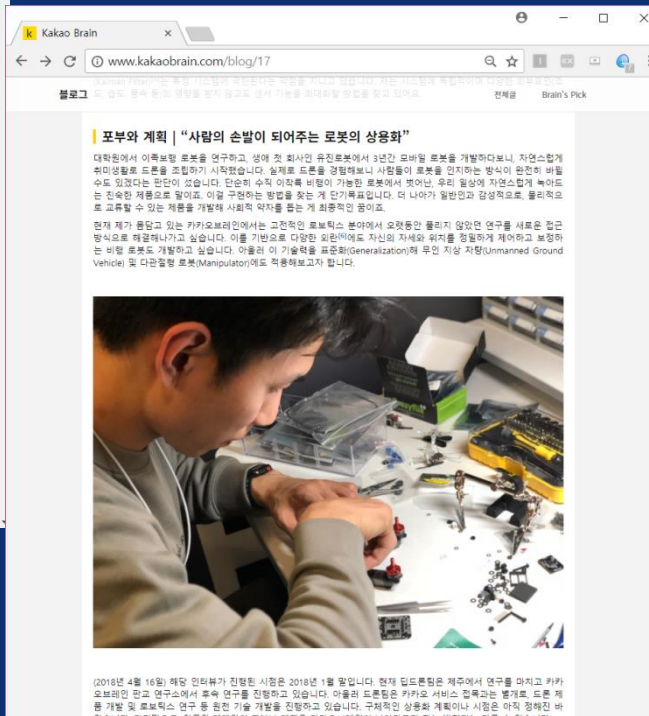 Kakao Brain
www.kakaobrain.com/blog/17
블로그
전체글 Brain's Pick
포부와 계획 | “사람의 손발이 되어주는 로봇의 상용화”
대학원에서 이족보행 로봇을 연구하고, 생애 첫 회사인 유진로봇에서 3년간 모바일 로봇을 개발하다보니, 자연스럽게
취미생활로 드론을 조립하기 시작했습니다. 실제로 드론을 경험해보니 사람들이 로봇을 인지하는 방식이 완전히 바뀔
수도 있겠다는 판단이 섰습니다. 단순히 수직 이착륙 비행이 가능한 로봇에서 벗어난, 우리 일상에 자연스럽게 녹아드
는 친숙한 제품으로 말이죠. 이걸 구현하는 방법을 찾는 게 단기목표입니다. 더 나아가 일반인과 감성적으로, 물리적으
로 교류할 수 있는 제품을 개발해 사회적 약자를 돕는 게 최종적인 꿈이죠.
현재 제가 몸담고 있는 카카오브레인에서는 고전적인 로보틱스 분야에서 오랫동안 풀리지 않았던 연구를 새로운 접근
방식으로 해결해나가고 싶습니다. 이를 기반으로 다양한 외란[6]에도 자신의 자세와 위치를 정밀하게 제어하고 보정하
는 비행 로봇도 개발하고 싶습니다. 아울러 이 기술력을 표준화(Generalization)해 무인 지상 차량(Unmanned Ground
Vehicle) 및 다관절형 로봇(Manipulator)에도 적용해보고자 합니다.
(2018년 4월 16일) 해당 인터뷰가 진행된 시점은 2018년 1월 말입니다. 현재 딥드론팀은 제주에서 연구를 마치고 카카
오브레인 판교 연구소에서 후속 연구를 진행하고 있습니다. 아울러 드론팀은 카카오 서비스 접목과는 별개로, 드론 제
품 개발 및 로보틱스 연구 등 원천 기술 개발을 진행하고 있습니다. 구체적인 상용화 계획이나 시점은 아직 정해진 바